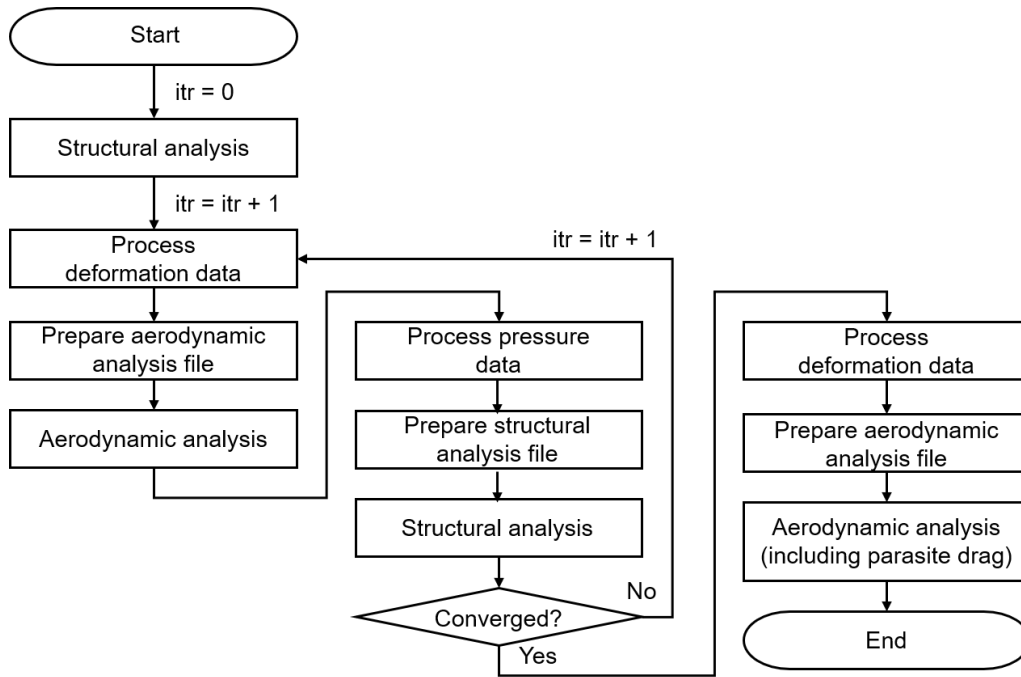 Start
itr = 0
Structural analysis
itr = itr + 1
Process
deformation data
Prepare aerodynamic
analysis file
Aerodynamic analysis
itr = itr + 1
Process pressure
data
Prepare structural
analysis file
Structural analysis
Converged?
No
Yes
Process
deformation data
Prepare aerodynamic
analysis file
Aerodynamic analysis
(including parasite drag)
End